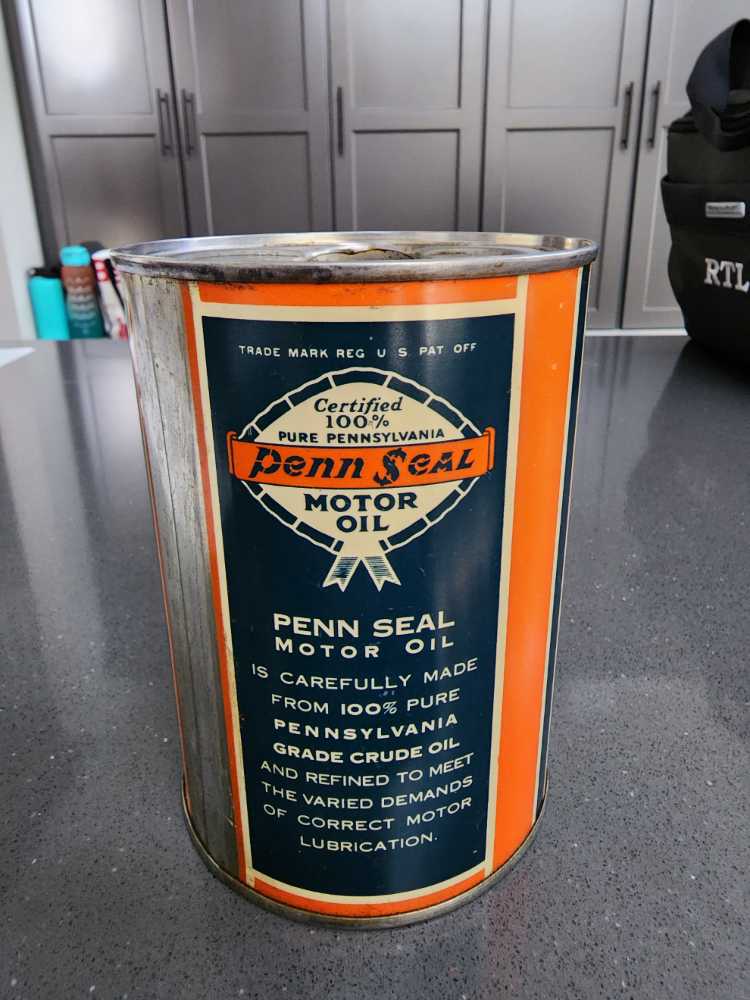 TRADE MARK REG U S. PAT OFF
Certified
100%
PURE PENNSYLVANIA
Penn Seal
MOTOR
OIL
PENN SEAL
MOTOR OIL
IS CAREFULLY MADE
FROM 100% PURE
PENNSYLVANIA
GRADE CRUDE OIL
AND REFINED TO MEET
THE VARIED DEMANDS
OF CORRECT MOTOR
LUBRICATION.
RTL